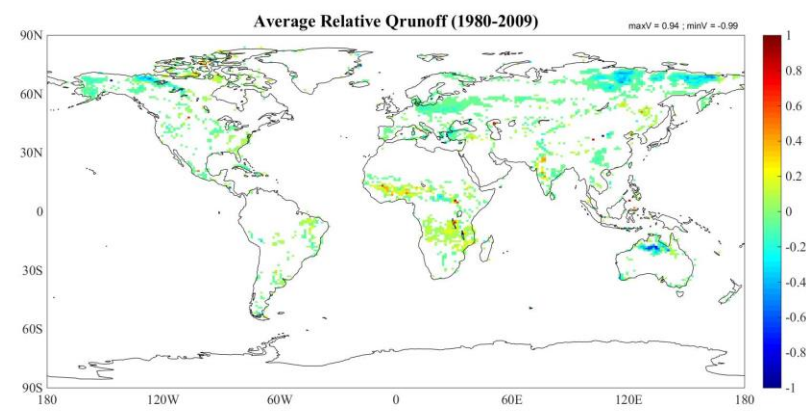 Average Relative Qrunoff (1980-2009)
maxV = 0.94 ; minV = -0.99
90N
60N
30N
0
30S
60S
90S
180
120W
60W
0
60E
120E
180
1
0.8
0.6
0.4
0.2
0
-0.2
-0.4
-0.6
-0.8
-1